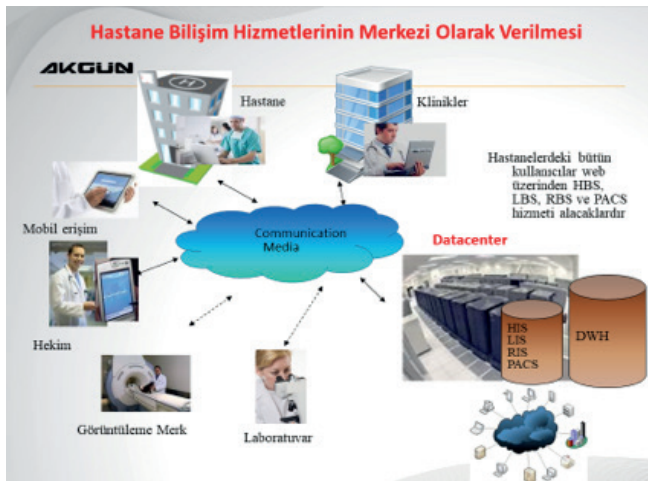 Hastane Bilişim Hizmetlerinin Merkezi Olarak Verilmesi
AKGÜN
Hastane
Klinikler
Hastanelerdeki bütün
kullanıcılar web
üzerinden HBS,
LBS, RBS ve PACS
hizmeti alacaklardır
Mobil erişim
Communication
Media
Datacenter
Hekim
HIS
LIS
RIS
PACS
DWH
Görüntüleme Merk
Laboratuvar